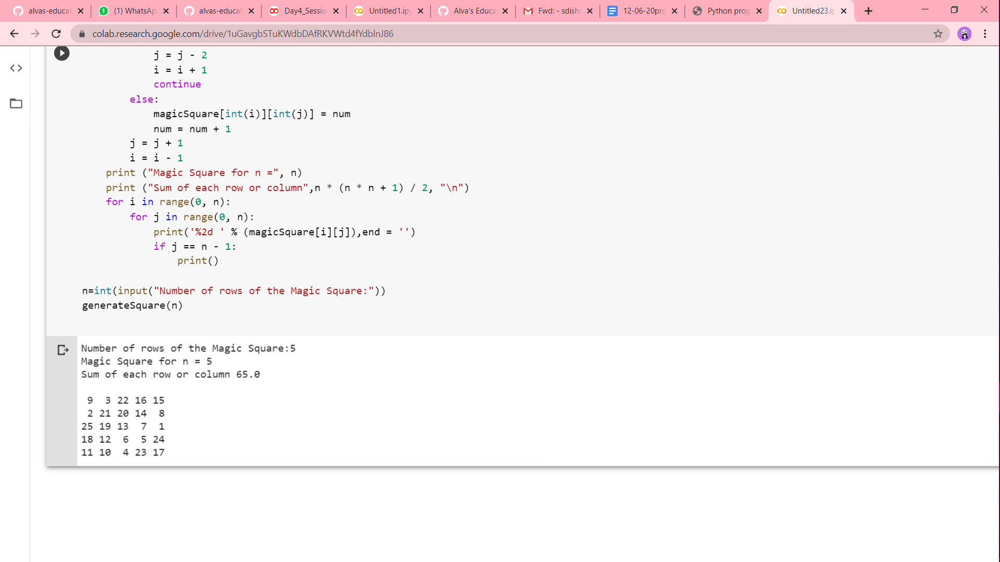 alvas-educat
(1) WhatsAp
alvas-educat
Day4_Sessio
Untitled1.ipy
Alva's Educa
Fwd: - sdish
12-06-20pro
Python prog
Untitled23.ip
colab.research.google.com/drive/1uGavgbSTuKWdbDAfRKVWtd4fYdblnJ86
j = j - 2
i = i + 1
continue
else:
magicSquare[int(i)][int(j)] = num
num = num + 1
j = j + 1
i = i - 1
print ("Magic Square for n =", n)
print ("Sum of each row or column",n * (n * n + 1) / 2, "\n")
for i in range(0, n):
for j in range(0, n):
print('%2d ' % (magicSquare[i][j]),end = '')
if j == n - 1:
print()
n=int(input("Number of rows of the Magic Square:"))
generateSquare(n)
Number of rows of the Magic Square:5
Magic Square for n = 5
Sum of each row or column 65.0
9 3 22 16 15
2 21 20 14 8
25 19 13 7 1
18 12 6 5 24
11 10 4 23 17